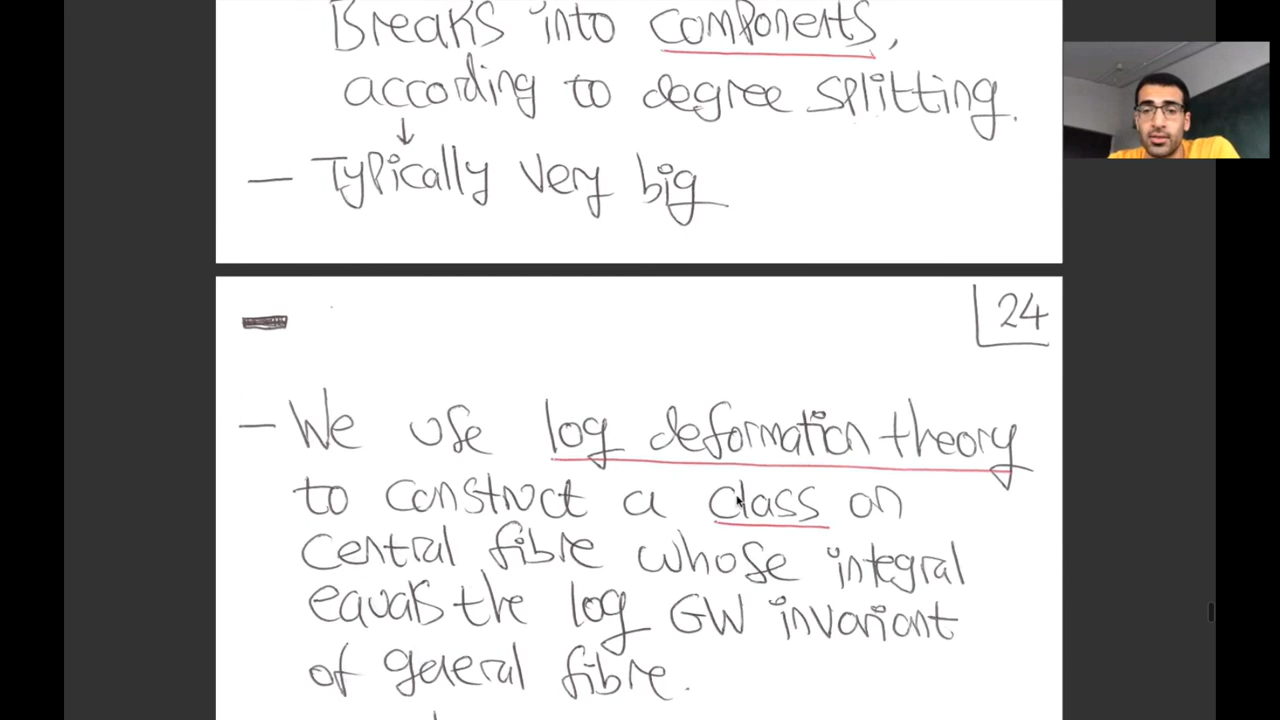 Breaks into components,
according to degree splitting.
↓
— Typically very big
24
— We use log deformation theory
to construct a class on
central fibre whose integral
equals the log GW invariant
of general fibre.